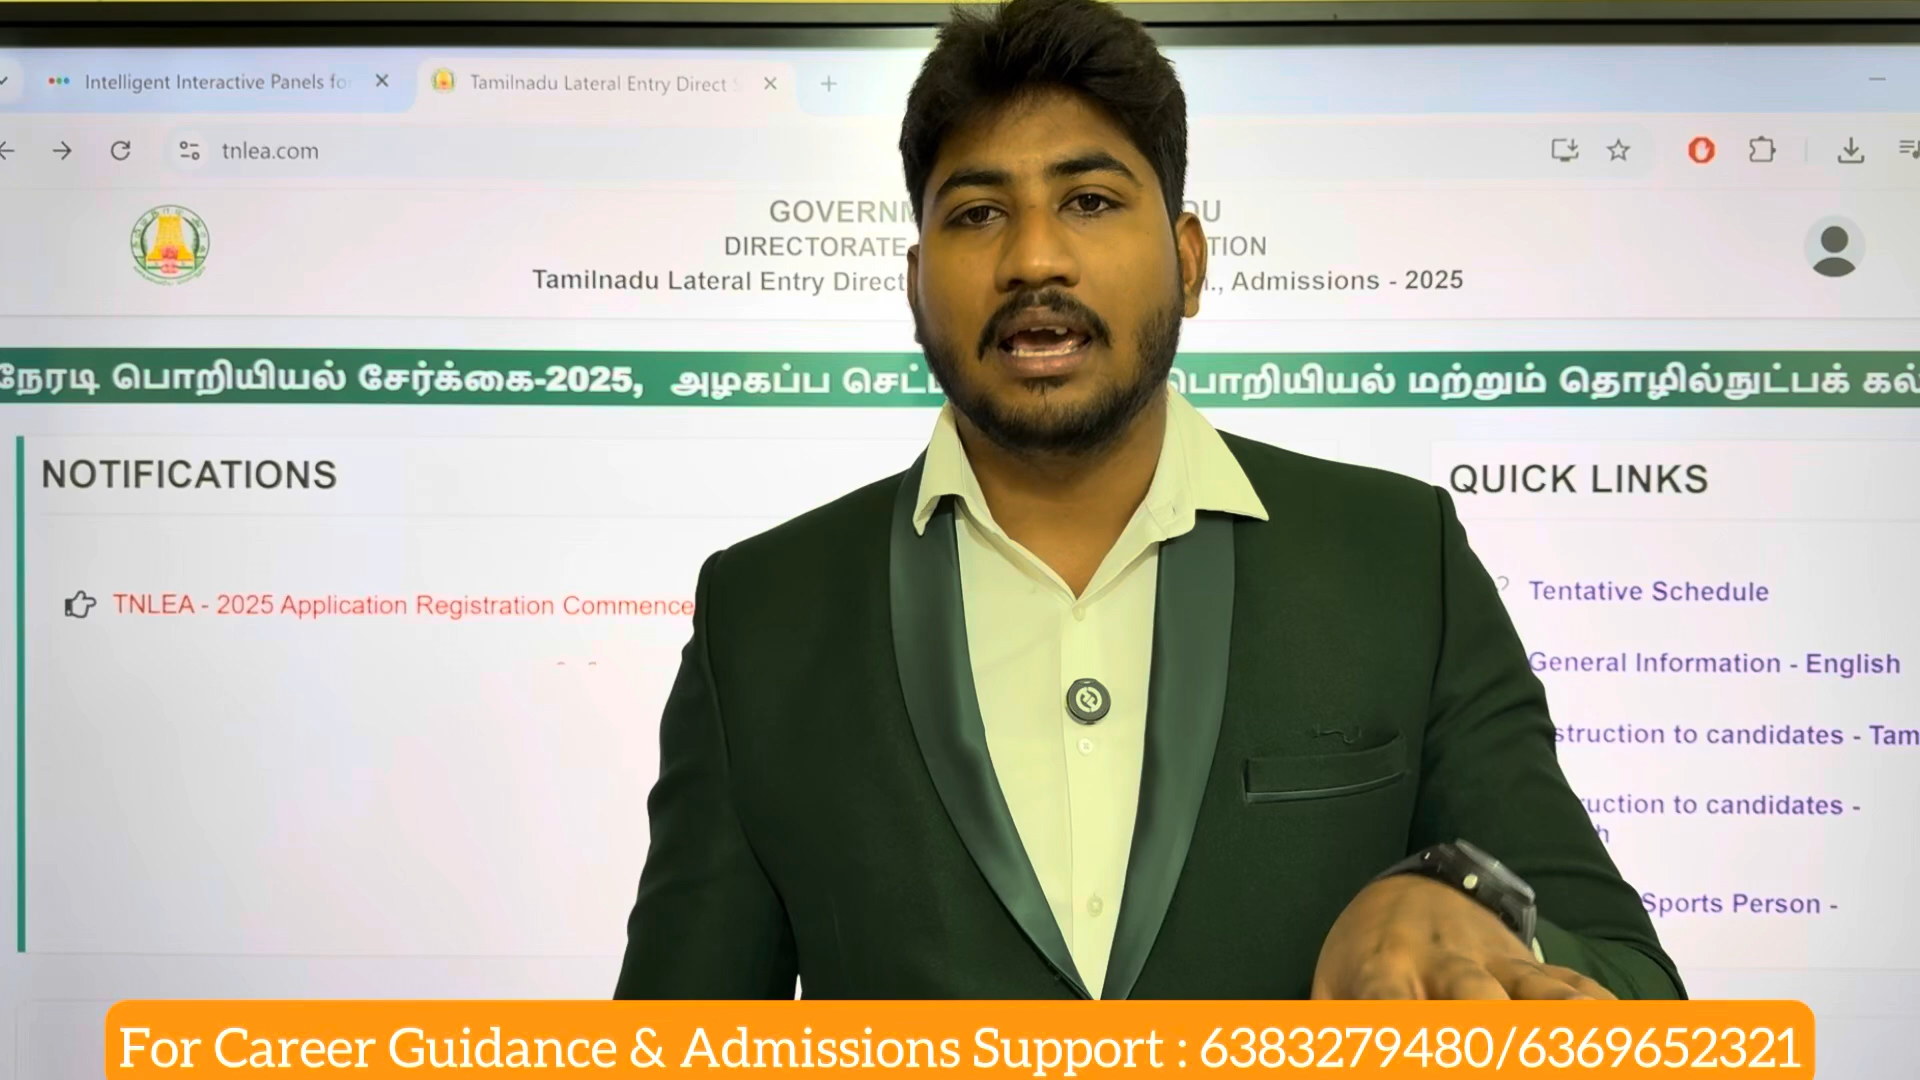 Intelligent Interactive Panels fo
Tamilnadu Lateral Entry Direct
tnlea.com
GOVERNM DU
DIRECTORATE TION
Tamilnadu Lateral Entry Direct ., Admissions - 2025
நேரடி பொறியியல் சேர்க்கை-2025, அழகப்ப செட்டி பொறியியல் மற்றும் தொழில்நுட்பக் கல்
NOTIFICATIONS
QUICK LINKS
TNLEA - 2025 Application Registration Commence
Tentative Schedule
General Information - English
struction to candidates - Tam
uction to candidates -
h
Sports Person -
For Career Guidance & Admissions Support : 6383279480/6369652321